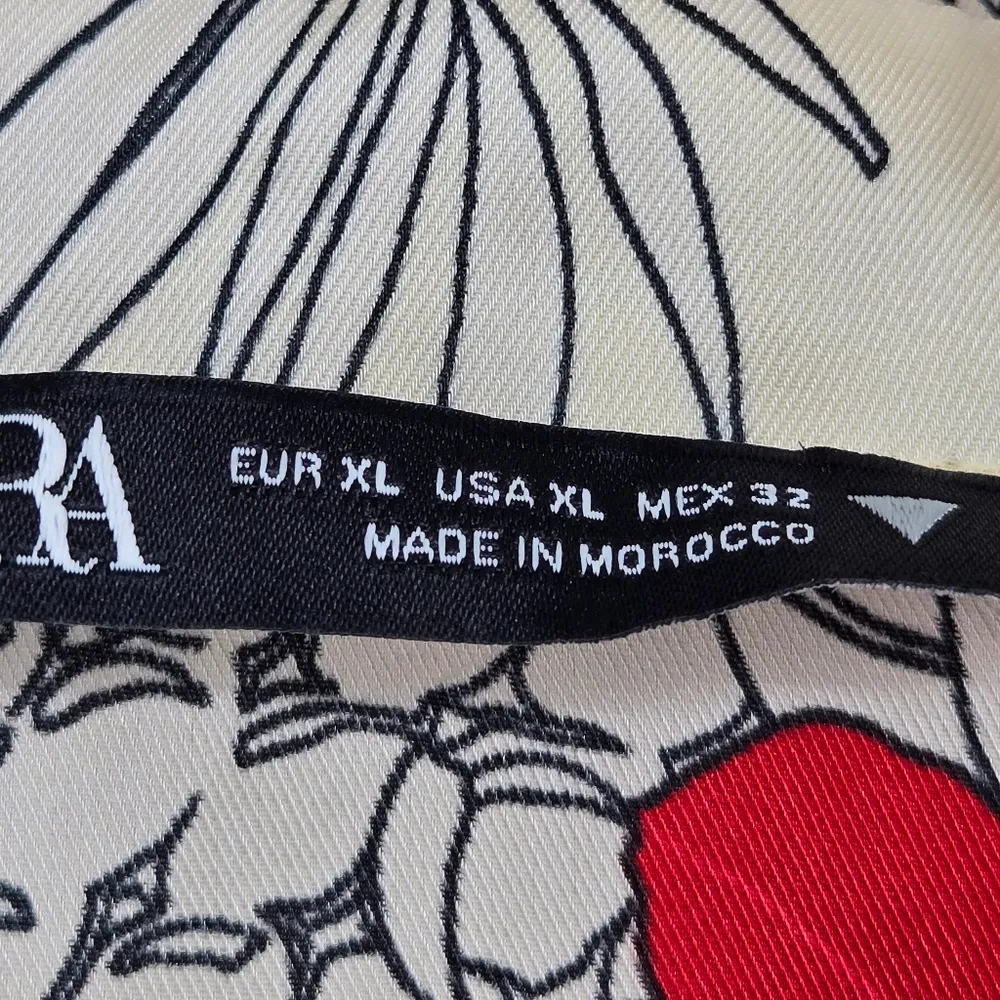 RA
EUR XL USA XL MEX 32
MADE IN MOROCCO